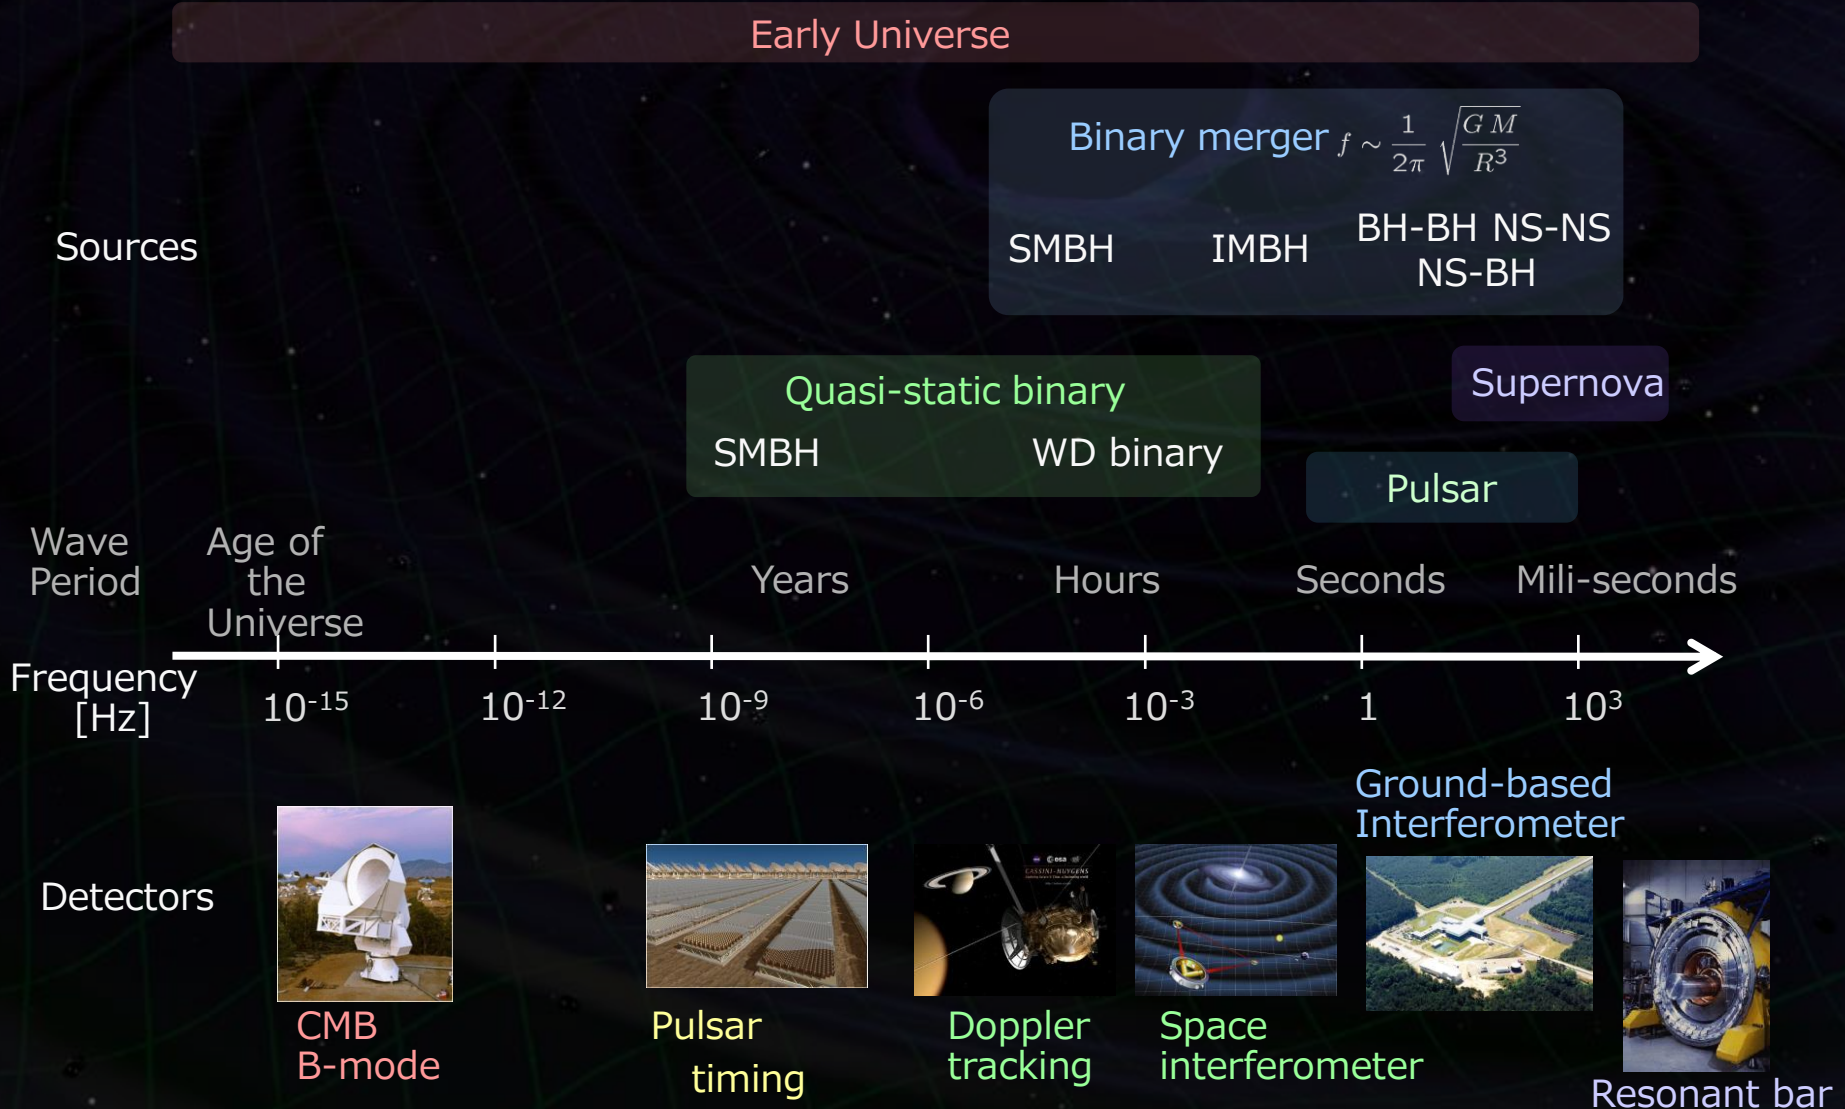 Early Universe
Binary merger f ~ 1/2π √(G M/R³)
Sources
SMBH IMBH BH-BH NS-NS
NS-BH
Quasi-static binary
Supernova
SMBH WD binary
Pulsar
Wave
Period
Age of
the
Universe
Years Hours Seconds Mili-seconds
Frequency
[Hz]
10⁻¹⁵ 10⁻¹² 10⁻⁹ 10⁻⁶ 10⁻³ 1 10³
Ground-based
Interferometer
Detectors
esa
CASSINI-HUYGENS
CMB
B-mode
Pulsar
timing
Doppler
tracking
Space
interferometer
Resonant bar